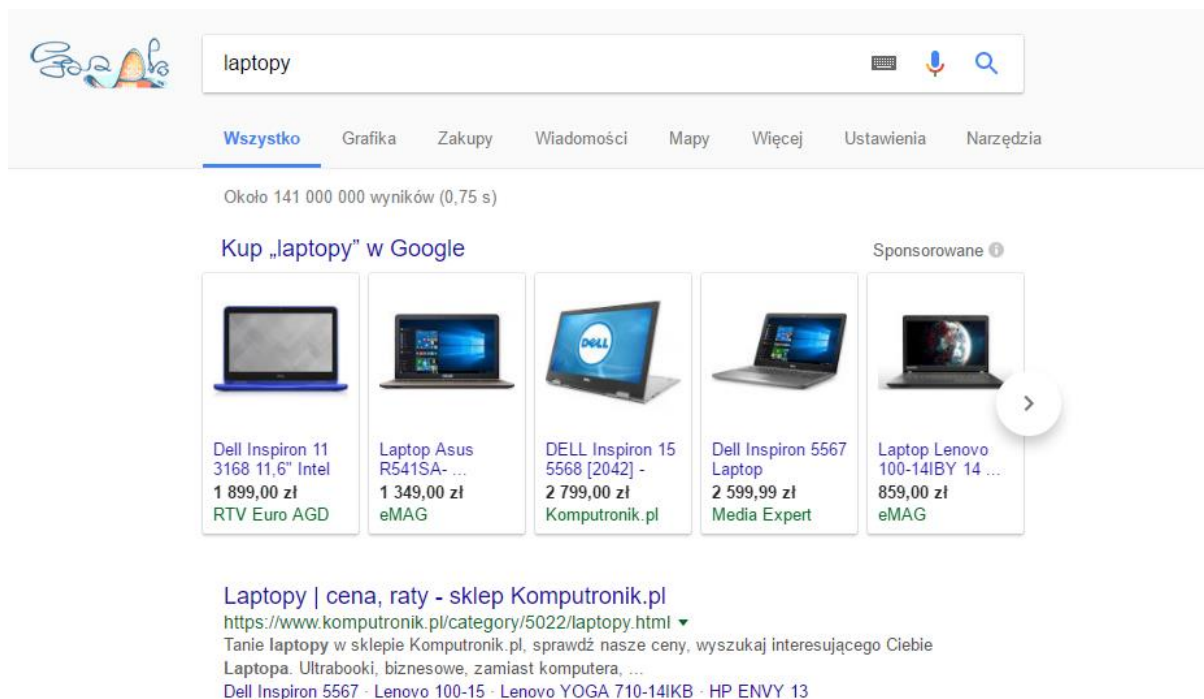 laptopy
Wszystko Grafika Zakupy Wiadomości Mapy Więcej Ustawienia Narzędzia
Około 141 000 000 wyników (0,75 s)
Kup „laptopy” w Google
Sponsorowane
DELL
Dell Inspiron 11
3168 11,6" Intel
1 899,00 zł
RTV Euro AGD
Laptop Asus
R541SA- ...
1 349,00 zł
eMAG
DELL Inspiron 15
5568 [2042] -
2 799,00 zł
Komputronik.pl
Dell Inspiron 5567
Laptop
2 599,99 zł
Media Expert
Laptop Lenovo
100-14IBY 14 ...
859,00 zł
eMAG
Laptopy | cena, raty - sklep Komputronik.pl
https://www.komputronik.pl/category/5022/laptopy.html
Tanie laptopy w sklepie Komputronik.pl, sprawdź nasze ceny, wyszukaj interesującego Ciebie
Laptopa. Ultrabooki, biznesowe, zamiast komputera, ...
Dell Inspiron 5567 · Lenovo 100-15 · Lenovo YOGA 710-14IKB · HP ENVY 13